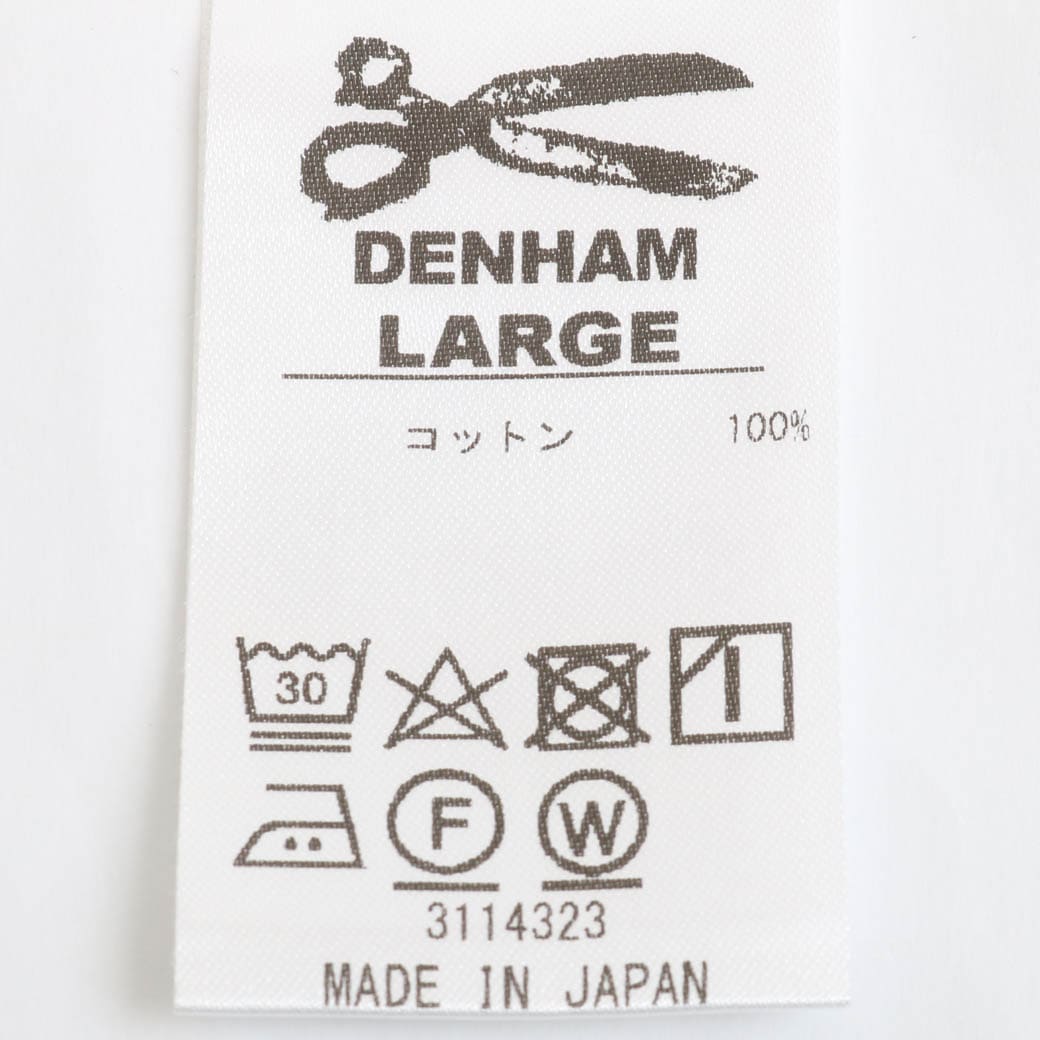 DENHAM
LARGE
コットン 100%
30
F W
3114323
MADE IN JAPAN